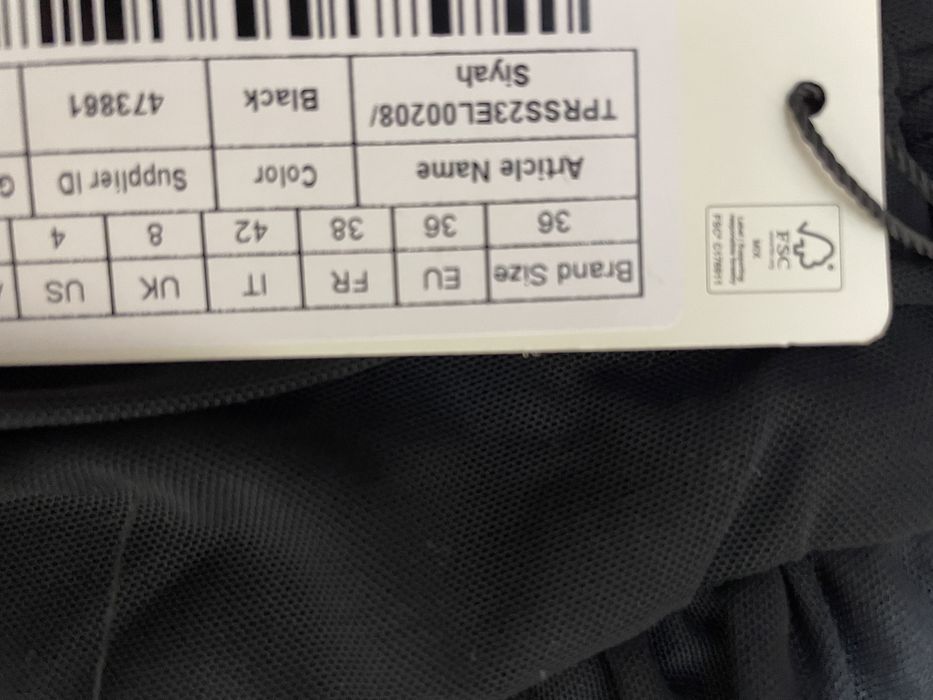 Brand Size EU FR IT UK US
36 36 38 42 8 4
Article Name Color Supplier ID G
TPRSS23EL00208/ Black 473861
Siyah
FSC
MIX